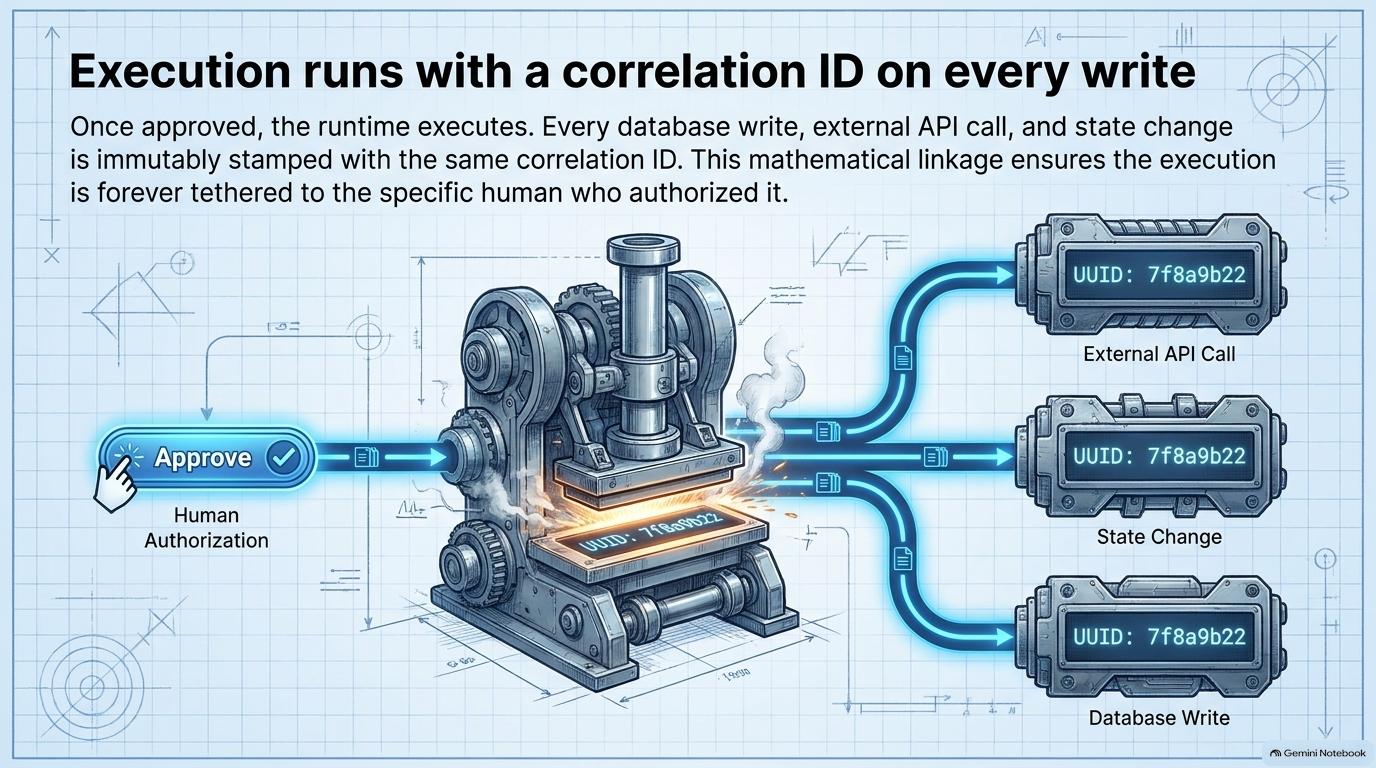 Execution runs with a correlation ID on every write
Once approved, the runtime executes. Every database write, external API call, and state change
is immutably stamped with the same correlation ID. This mathematical linkage ensures the execution
is forever tethered to the specific human who authorized it.
Approve
Human
Authorization
UUID: 7f8a9b22
UUID: 7f8a9b22
External API Call
UUID: 7f8a9b22
State Change
UUID: 7f8a9b22
Database Write
Gemini Notebook